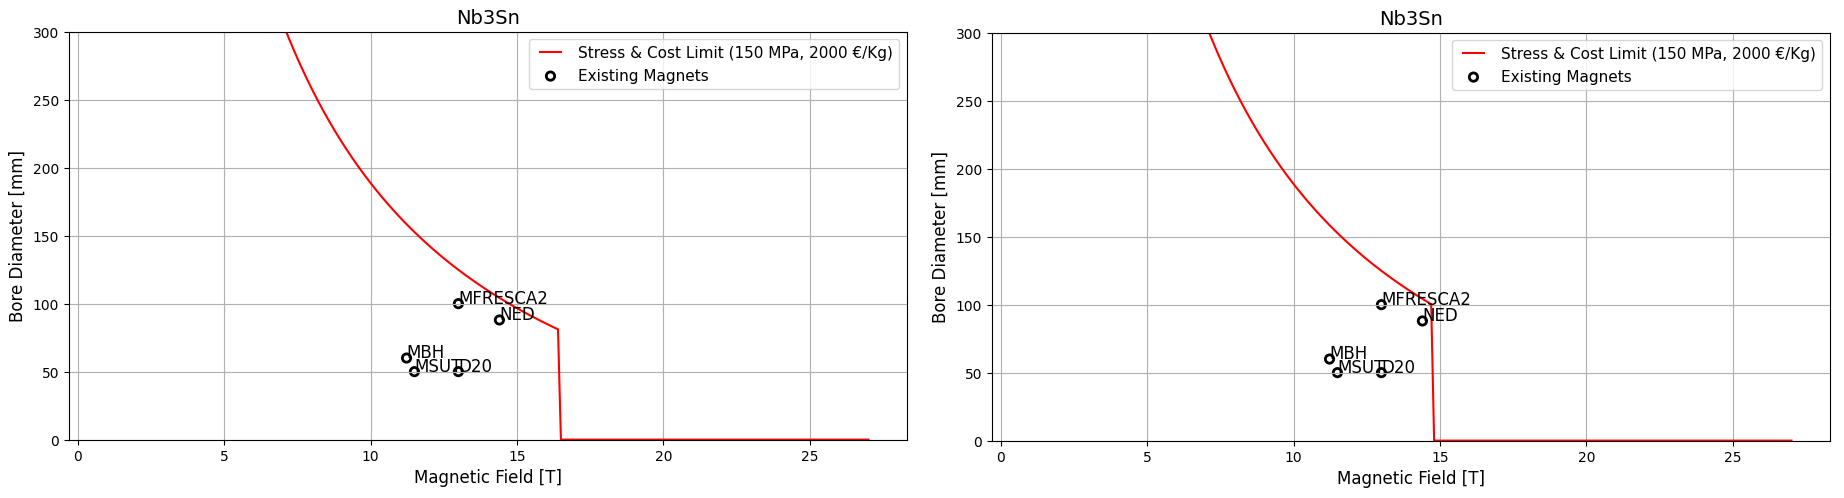 Nb3Sn
300
250
200
150
100
50
0
Bore Diameter [mm]
Stress & Cost Limit (150 MPa, 2000 €/Kg)
Existing Magnets
MFRESCA2
NED
MBH
MSUT
D20
0 5 10 15 20 25
Magnetic Field [T]
Nb3Sn
300
250
200
150
100
50
0
Bore Diameter [mm]
Stress & Cost Limit (150 MPa, 2000 €/Kg)
Existing Magnets
MFRESCA2
NED
MBH
MSUT
D20
0 5 10 15 20 25
Magnetic Field [T]